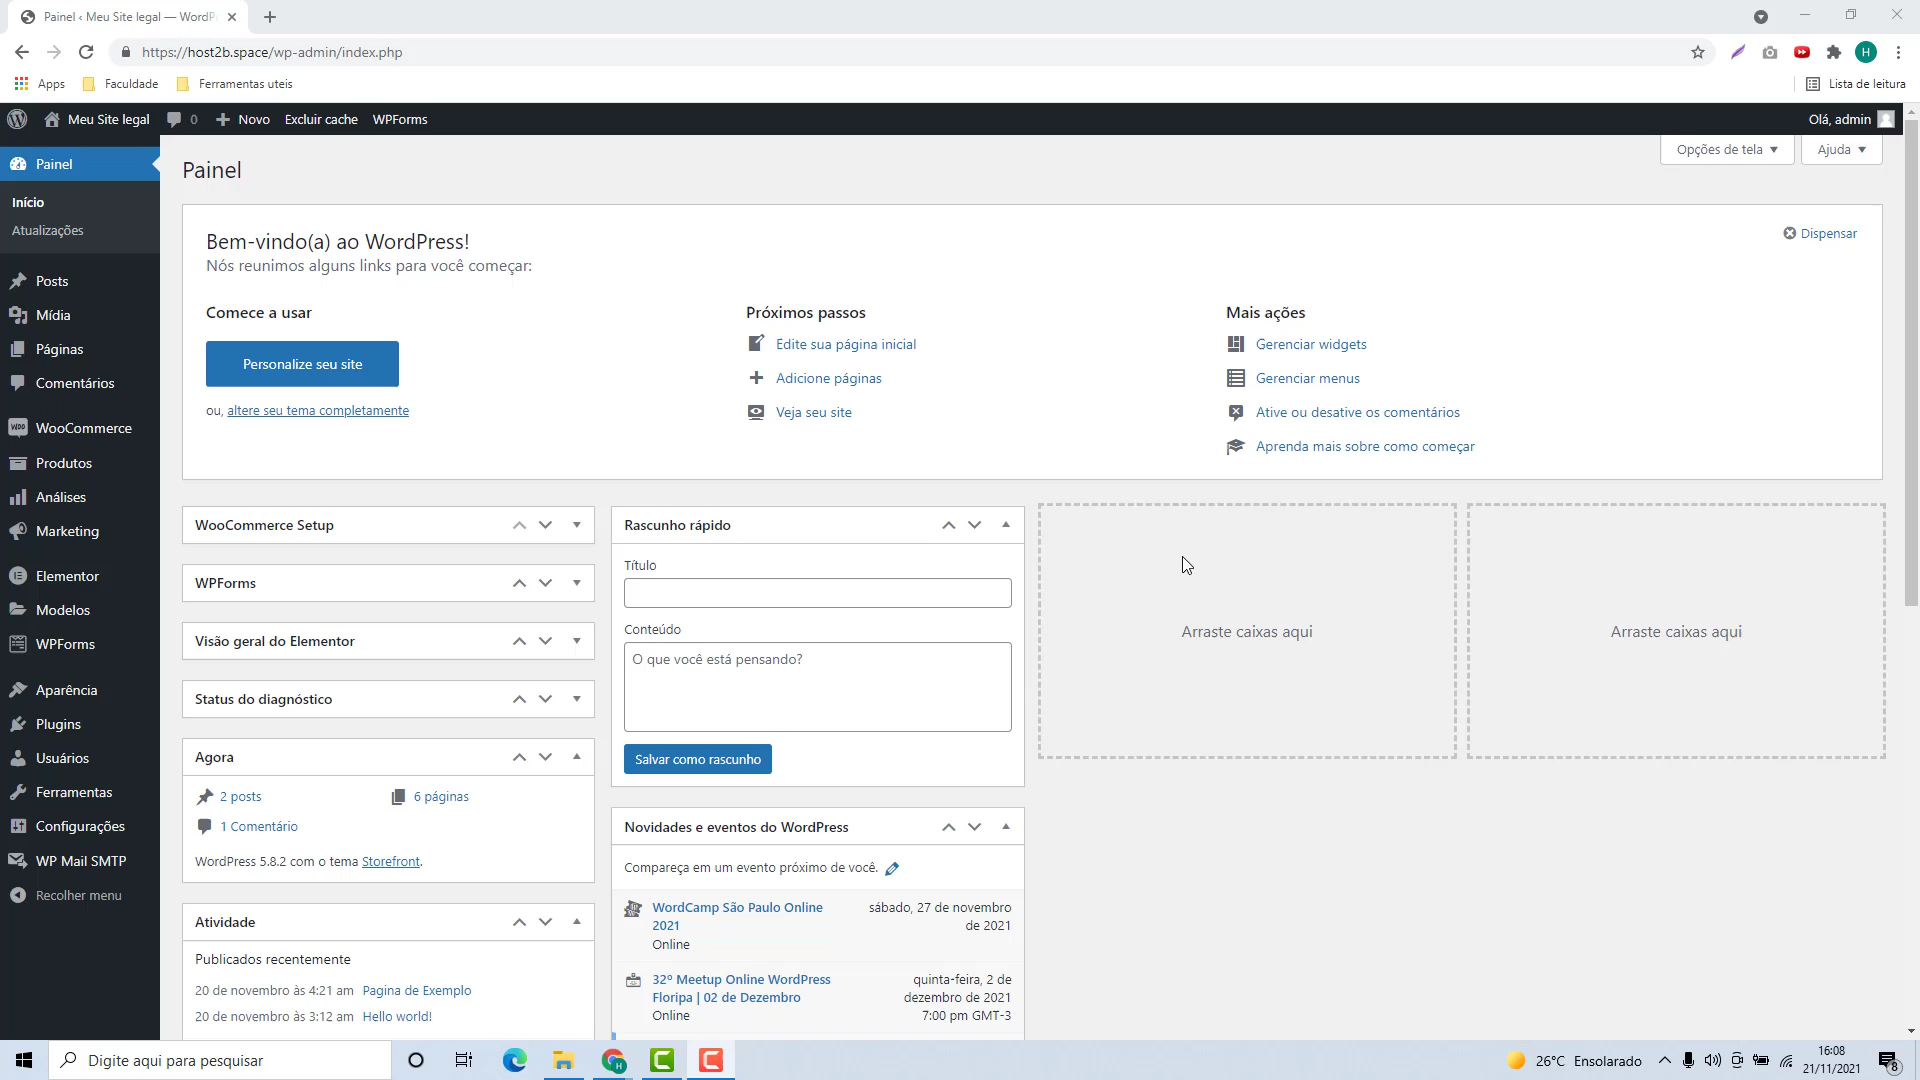 Painel ‹ Meu Site legal — WordP
https://host2b.space/wp-admin/index.php
H
Apps
Faculdade
Ferramentas uteis
Lista de leitura
Meu Site legal
0
Novo
Excluir cache
WPForms
Olá, admin
Painel
Início
Atualizações
Posts
Mídia
Páginas
Comentários
WooCommerce
Produtos
Análises
Marketing
Elementor
Modelos
WPForms
Aparência
Plugins
Usuários
Ferramentas
Configurações
WP Mail SMTP
Recolher menu
Painel
Opções de tela
Ajuda
Bem-vindo(a) ao WordPress!
Nós reunimos alguns links para você começar:
Dispensar
Comece a usar
Personalize seu site
ou, altere seu tema completamente
Próximos passos
Edite sua página inicial
Adicione páginas
Veja seu site
Mais ações
Gerenciar widgets
Gerenciar menus
Ative ou desative os comentários
Aprenda mais sobre como começar
WooCommerce Setup
WPForms
Visão geral do Elementor
Status do diagnóstico
Agora
2 posts
6 páginas
1 Comentário
WordPress 5.8.2 com o tema Storefront.
Atividade
Publicados recentemente
20 de novembro às 4:21 am Pagina de Exemplo
20 de novembro às 3:12 am Hello world!
Rascunho rápido
Título
Conteúdo
O que você está pensando?
Salvar como rascunho
Novidades e eventos do WordPress
Compareça em um evento próximo de você.
WordCamp São Paulo Online
2021
Online
sábado, 27 de novembro
de 2021
32º Meetup Online WordPress
Floripa | 02 de Dezembro
Online
quinta-feira, 2 de
dezembro de 2021
7:00 pm GMT-3
Arraste caixas aqui
Arraste caixas aqui
Digite aqui para pesquisar
26°C Ensolarado
16:08
21/11/2021
8